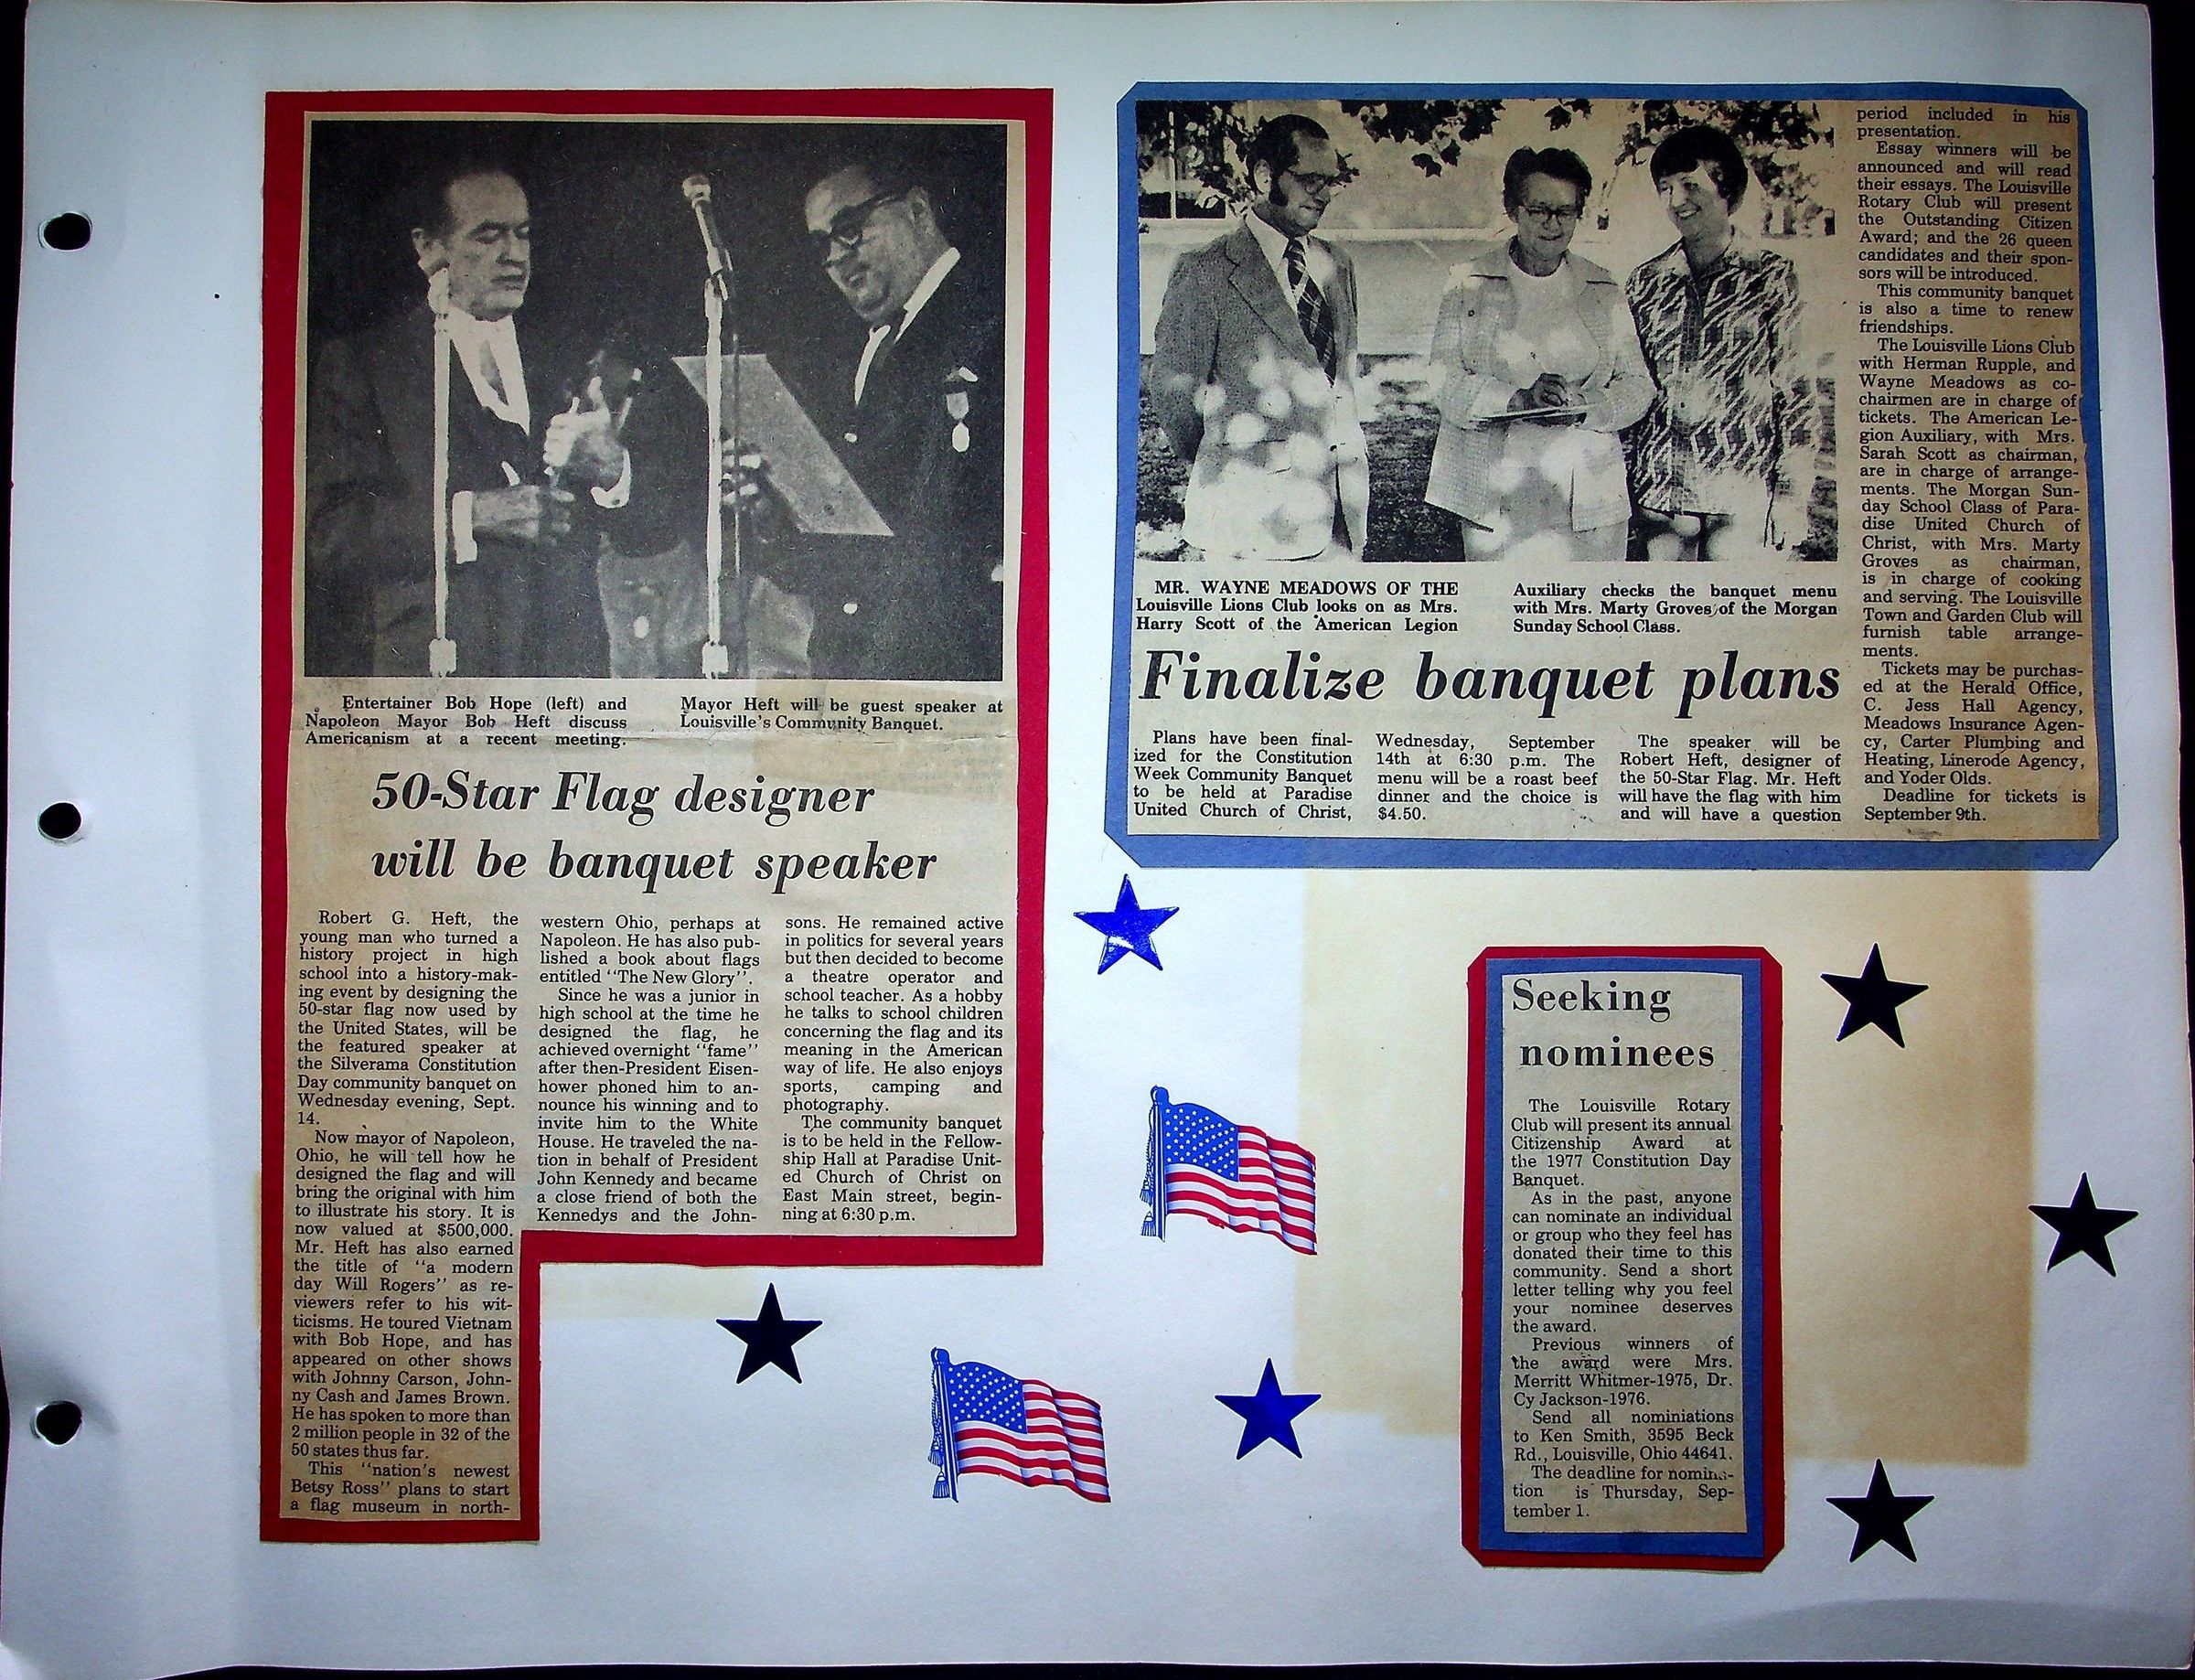 Entertainer Bob Hope (left) and
Napoleon Mayor Bob Heft discuss
Americanism at a recent meeting.
Mayor Heft will be guest speaker at
Louisville's Community Banquet.
50-Star Flag designer
will be banquet speaker
Robert G. Heft, the
young man who turned a
history project in high
school into a history-mak-
ing event by designing the
50-star flag now used by
the United States, will be
the featured speaker at
the Silverama Constitution
Day community banquet on
Wednesday evening, Sept.
14.
Now mayor of Napoleon,
Ohio, he will tell how he
designed the flag and will
bring the original with him
to illustrate his story. It is
now valued at $500,000.
Mr. Heft has also earned
the title of "a modern
day Will Rogers" as re-
viewers refer to his wit-
ticisms. He toured Vietnam
with Bob Hope, and has
appeared on other shows
with Johnny Carson, John-
ny Cash and James Brown.
He has spoken to more than
2 million people in 32 of the
50 states thus far.
This "nation's newest
Betsy Ross" plans to start
a flag museum in north-
western Ohio, perhaps at
Napoleon. He has also pub-
lished a book about flags
entitled "The New Glory".
Since he was a junior in
high school at the time he
designed the flag, he
achieved overnight "fame"
after then-President Eisen-
hower phoned him to an-
nounce his winning and to
invite him to the White
House. He traveled the na-
tion in behalf of President
John Kennedy and became
a close friend of both the
Kennedys and the John-
sons. He remained active
in politics for several years
but then decided to become
a theatre operator and
school teacher. As a hobby
he talks to school children
concerning the flag and its
meaning in the American
way of life. He also enjoys
sports, camping and
photography.
The community banquet
is to be held in the Fellow-
ship Hall at Paradise Unit-
ed Church of Christ on
East Main street, begin-
ning at 6:30 p.m.
MR. WAYNE MEADOWS OF THE
Louisville Lions Club looks on as Mrs.
Harry Scott of the American Legion
Auxiliary checks the banquet menu
with Mrs. Marty Groves of the Morgan
Sunday School Class.
Finalize banquet plans
Plans have been final-
ized for the Constitution
Week Community Banquet
to be held at Paradise
United Church of Christ,
Wednesday, September
14th at 6:30 p.m. The
menu will be a roast beef
dinner and the choice is
$4.50.
The speaker will be
Robert Heft, designer of
the 50-Star Flag. Mr. Heft
will have the flag with him
and will have a question
period included in his
presentation.
Essay winners will be
announced and will read
their essays. The Louisville
Rotary Club will present
the Outstanding Citizen
Award; and the 26 queen
candidates and their spon-
sors will be introduced.
This community banquet
is also a time to renew
friendships.
The Louisville Lions Club
with Herman Rupple, and
Wayne Meadows as co-
chairmen are in charge of
tickets. The American Le-
gion Auxiliary, with Mrs.
Sarah Scott as chairman,
are in charge of arrange-
ments. The Morgan Sun-
day School Class of Para-
dise United Church of
Christ, with Mrs. Marty
Groves as chairman,
is in charge of cooking
and serving. The Louisville
Town and Garden Club will
furnish table arrange-
ments.
Tickets may be purchas-
ed at the Herald Office,
C. Jess Hall Agency,
Meadows Insurance Agen-
cy, Carter Plumbing and
Heating, Linerode Agency,
and Yoder Olds.
Deadline for tickets is
September 9th.
Seeking
nominees
The Louisville Rotary
Club will present its annual
Citizenship Award at
the 1977 Constitution Day
Banquet.
As in the past, anyone
can nominate an individual
or group who they feel has
donated their time to this
community. Send a short
letter telling why you feel
your nominee deserves
the award.
Previous winners of
the award were Mrs.
Merritt Whitmer-1975, Dr.
Cy Jackson-1976.
Send all nominiations
to Ken Smith, 3595 Beck
Rd., Louisville, Ohio 44641.
The deadline for nomina-
tion is Thursday, Sep-
tember 1.